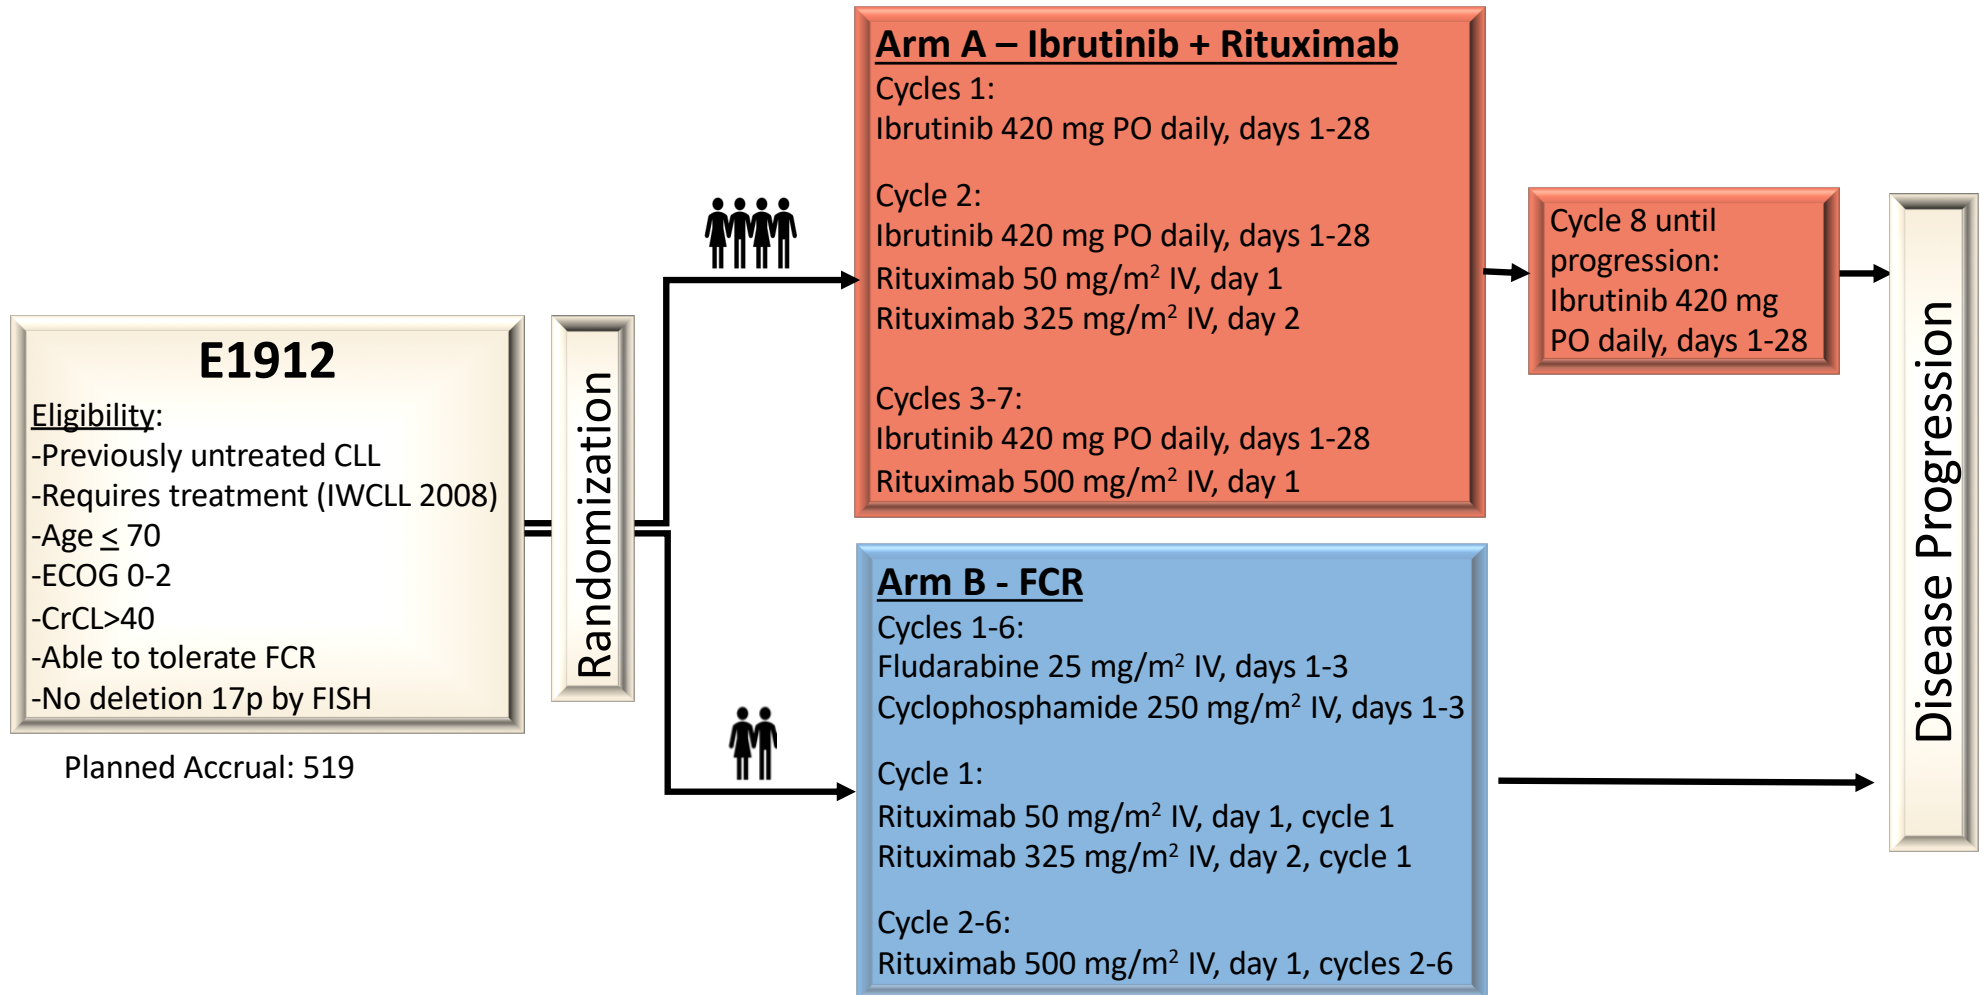 E1912
Eligibility:
-Previously untreated CLL
-Requires treatment (IWCLL 2008)
-Age ≤ 70
-ECOG 0-2
-CrCL>40
-Able to tolerate FCR
-No deletion 17p by FISH
Planned Accrual: 519
Randomization
Arm A – Ibrutinib + Rituximab
Cycles 1:
Ibrutinib 420 mg PO daily, days 1-28
Cycle 2:
Ibrutinib 420 mg PO daily, days 1-28
Rituximab 50 mg/m² IV, day 1
Rituximab 325 mg/m² IV, day 2
Cycles 3-7:
Ibrutinib 420 mg PO daily, days 1-28
Rituximab 500 mg/m² IV, day 1
Cycle 8 until
progression:
Ibrutinib 420 mg
PO daily, days 1-28
Arm B - FCR
Cycles 1-6:
Fludarabine 25 mg/m² IV, days 1-3
Cyclophosphamide 250 mg/m² IV, days 1-3
Cycle 1:
Rituximab 50 mg/m² IV, day 1, cycle 1
Rituximab 325 mg/m² IV, day 2, cycle 1
Cycle 2-6:
Rituximab 500 mg/m² IV, day 1, cycles 2-6
Disease Progression